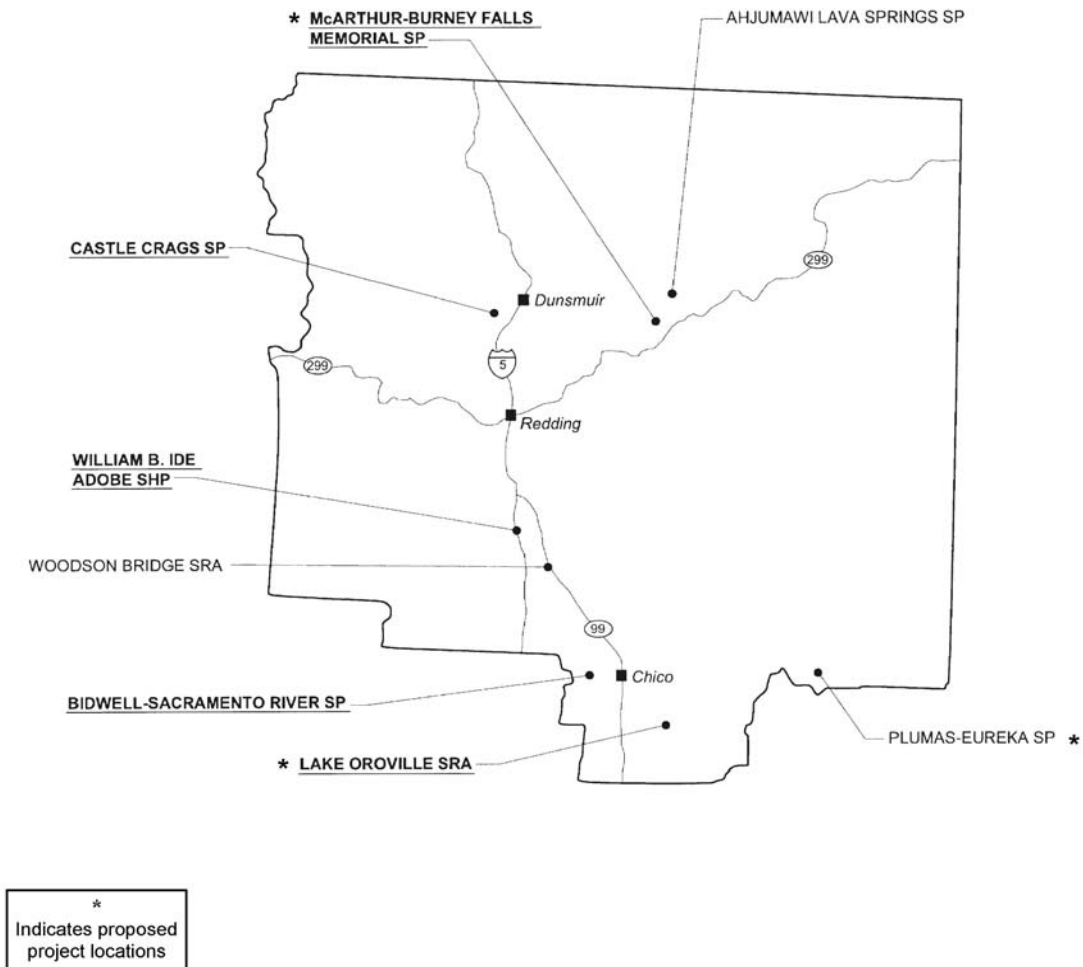 * McARTHUR-BURNEY FALLS
MEMORIAL SP
AHJUMAWI LAVA SPRINGS SP
CASTLE CRAGS SP
299
Dunsmuir
5
299
Redding
WILLIAM B. IDE
ADOBE SHP
WOODSON BRIDGE SRA
99
Chico
BIDWELL-SACRAMENTO RIVER SP
PLUMAS-EUREKA SP *
* LAKE OROVILLE SRA
*
Indicates proposed
project locations